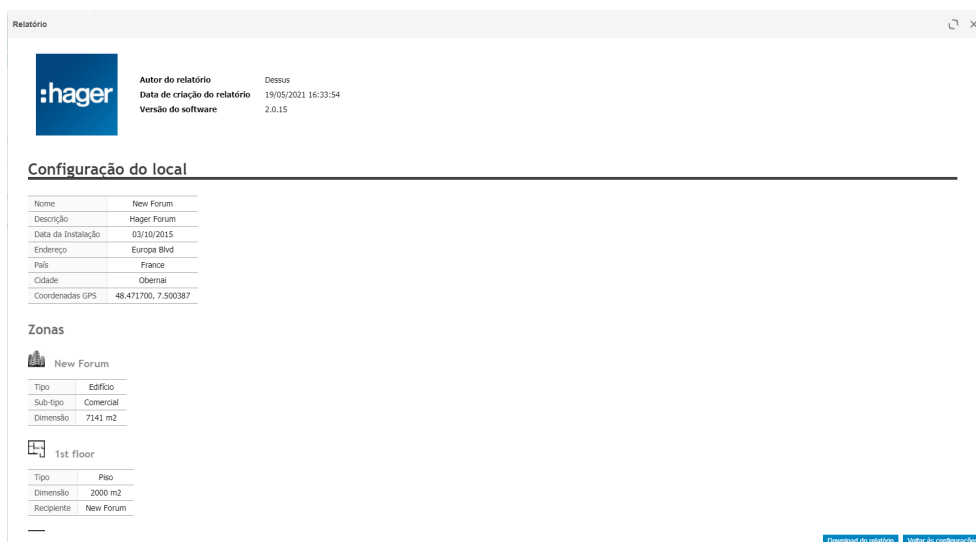 Relatório
:hager
Autor do relatório Dessus
Data de criação do relatório 19/05/2021 16:33:54
Versão do software 2.0.15
Configuração do local
Nome New Forum
Descrição Hager Forum
Data da Instalação 03/10/2015
Endereço Europa Blvd
País France
Cidade Obernai
Coordenadas GPS 48.471700, 7.500387
Zonas
New Forum
Tipo Edifício
Sub-tipo Comercial
Dimensão 7141 m2
1st floor
Tipo Piso
Dimensão 2000 m2
Recipiente New Forum
Download do relatório Voltar às configurações